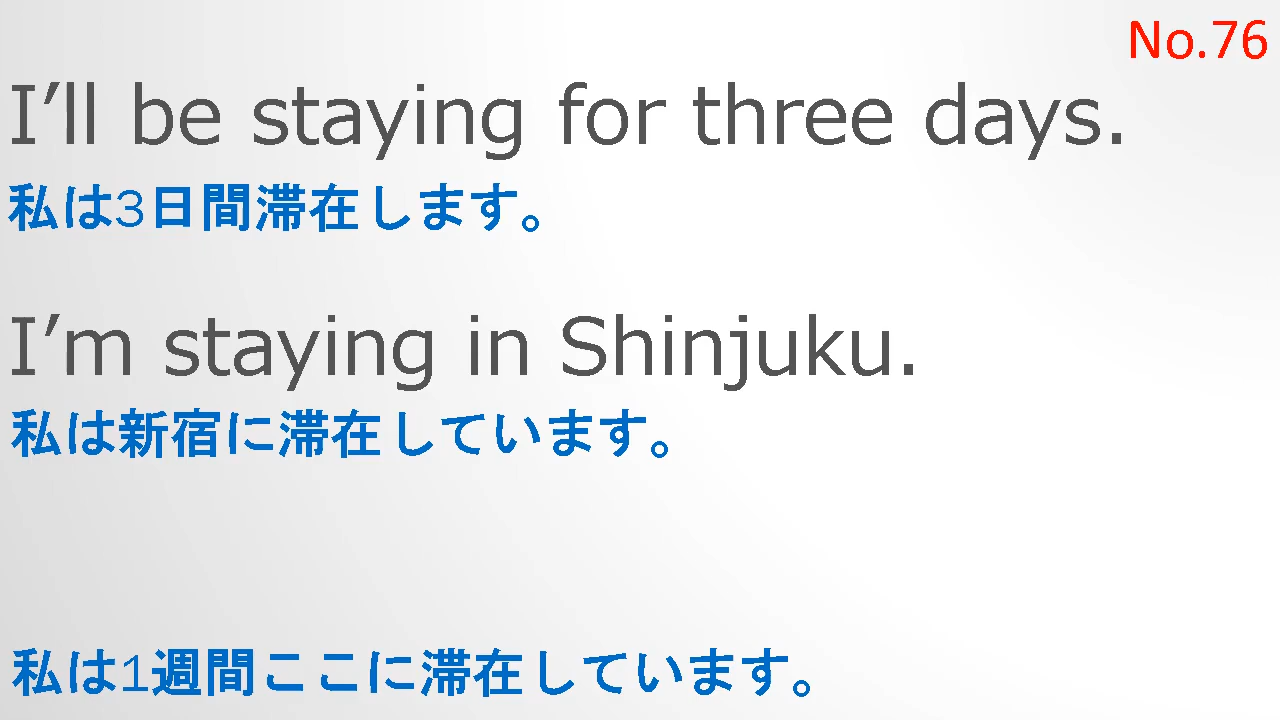 No.76
I’ll be staying for three days.
私は3日間滞在します。
I’m staying in Shinjuku.
私は新宿に滞在しています。
私は1週間ここに滞在しています。